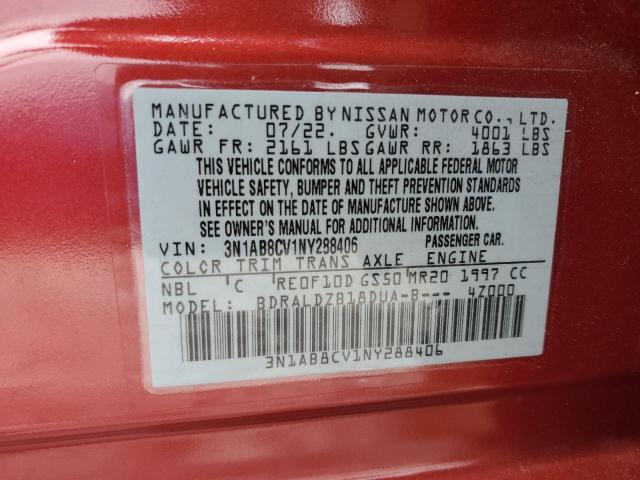 MANUFACTURED BY NISSAN MOTOR CO., LTD.
DATE: 07/22. GVWR: 4001 LBS
GAWR FR: 2161 LBS GAWR RR: 1863 LBS
THIS VEHICLE CONFORMS TO ALL APPLICABLE FEDERAL MOTOR
VEHICLE SAFETY, BUMPER AND THEFT PREVENTION STANDARDS
IN EFFECT ON THE DATE OF MANUFACTURE SHOWN ABOVE.
SEE OWNER'S MANUAL FOR ADDITIONAL INFORMATION.
VIN: 3N1AB8CV1NY288406 PASSENGER CAR.
COLOR TRIM TRANS AXLE ENGINE
NBL C RE0F10D GS50 MR20 1997 CC
MODEL: BDRALDZB18DUA-B--- 4Z000
3N1AB8CV1NY288406